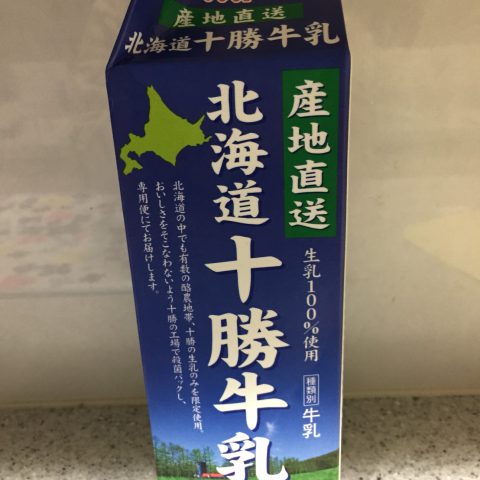 産地直送
北海道十勝牛乳
産地直送
北海道十勝牛乳
生乳100%使用
種類別 牛乳
北海道の中でも有数の酪農地帯、十勝の生乳のみを限定使用。
おいしさをそこなわないよう十勝の工場で殺菌パックし、
専用便にてお届けします。